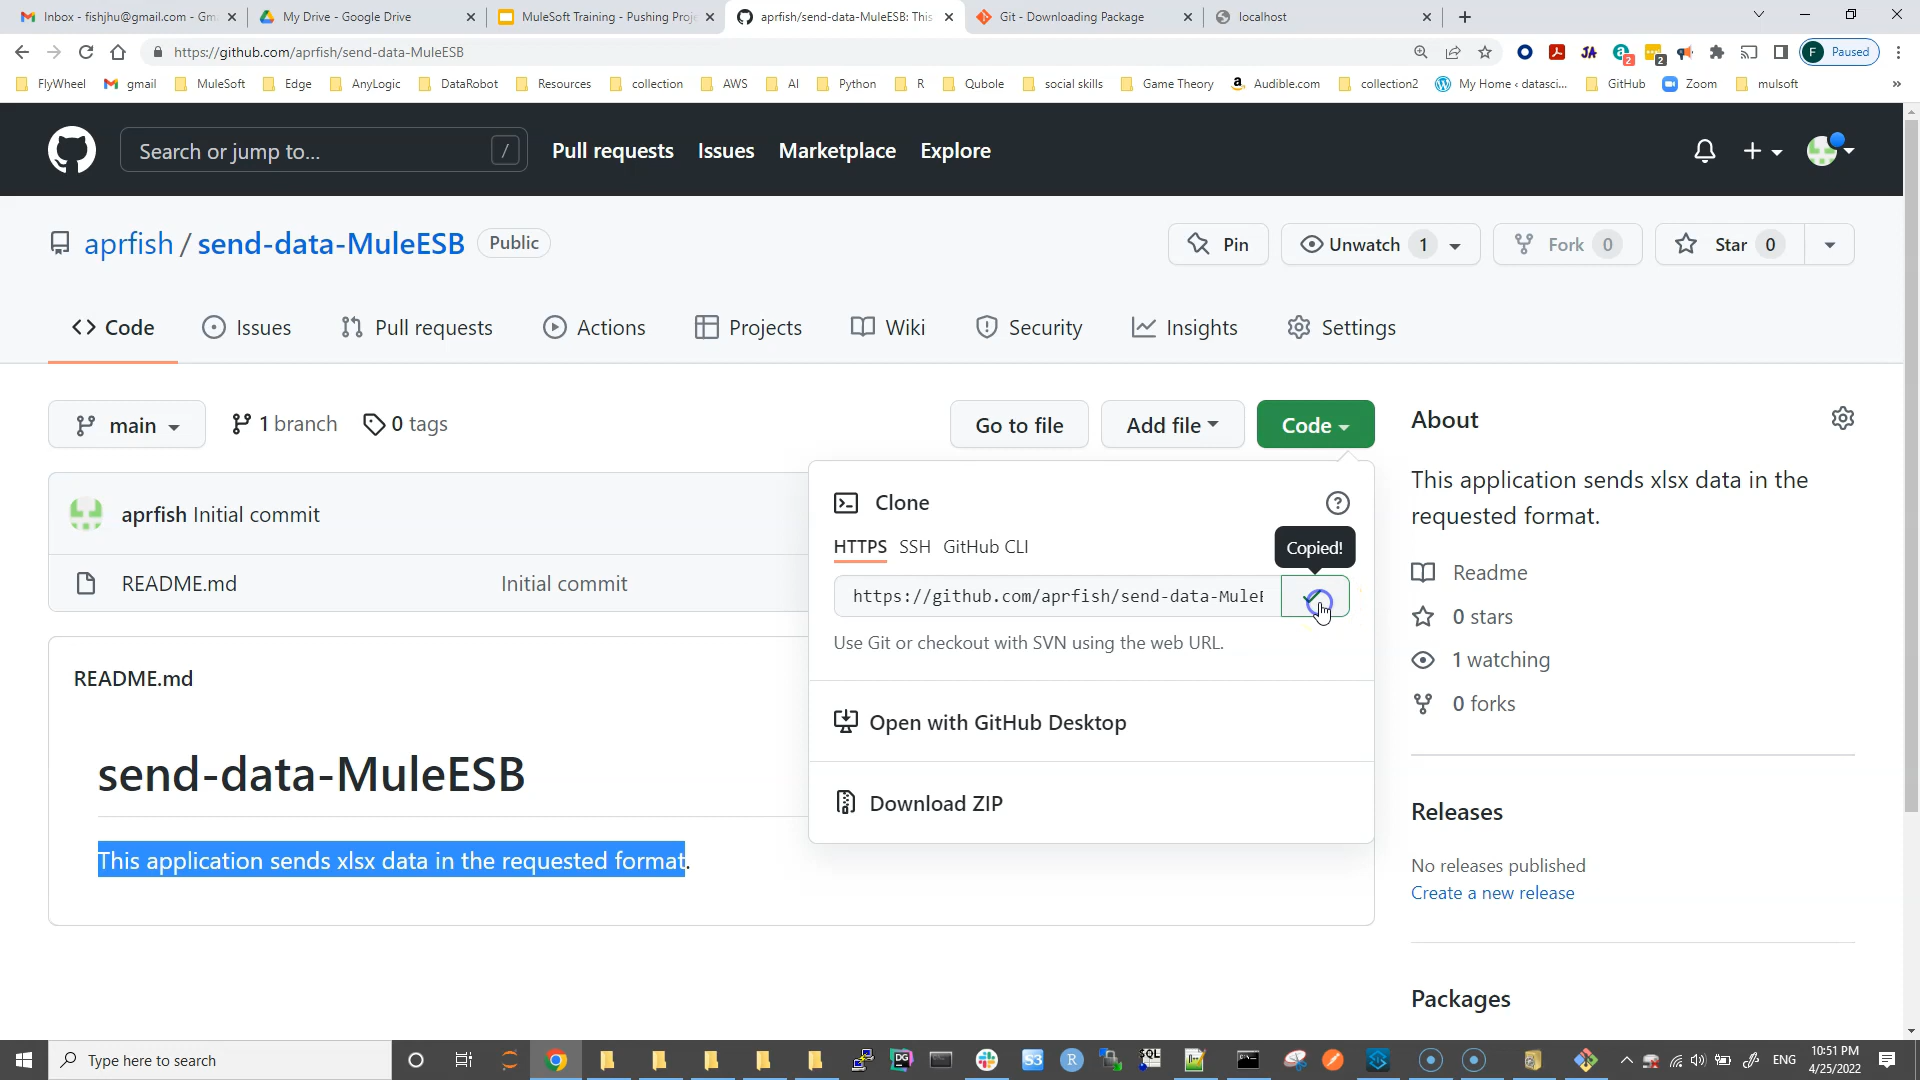 Inbox - fishjhu@gmail.com - Gm
My Drive - Google Drive
MuleSoft Training - Pushing Proje
aprfish/send-data-MuleESB: This
Git - Downloading Package
localhost
https://github.com/aprfish/send-data-MuleESB
JA
2
2
F Paused
FlyWheel
gmail
MuleSoft
Edge
AnyLogic
DataRobot
Resources
collection
AWS
AI
Python
R
Qubole
social skills
Game Theory
Audible.com
collection2
My Home ‹ datasci...
GitHub
Zoom
mulsoft
»
Search or jump to... /
Pull requests Issues Marketplace Explore
aprfish / send-data-MuleESB Public
Pin
Unwatch 1
Fork 0
Star 0
Code
Issues
Pull requests
Actions
Projects
Wiki
Security
Insights
Settings
main
1 branch
0 tags
Go to file
Add file
Code
aprfish Initial commit
README.md Initial commit
README.md
send-data-MuleESB
This application sends xlsx data in the requested format.
Clone
HTTPS SSH GitHub CLI
Copied!
https://github.com/aprfish/send-data-MuleE
Use Git or checkout with SVN using the web URL.
Open with GitHub Desktop
Download ZIP
About
This application sends xlsx data in the
requested format.
Readme
0 stars
1 watching
0 forks
Releases
No releases published
Create a new release
Packages
Type here to search
DG
S3
R
SQL
ENG
10:51 PM
4/25/2022